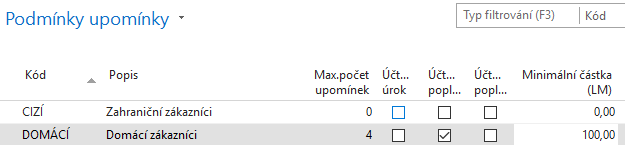 Podmínky upomínky
Typ filtrování (F3) Kód
Kód Popis Max.počet upomínek Účt... úrok Účt... popl... Účt... popl... Minimální částka (LM)
CIZÍ Zahraniční zákazníci 0 0,00
DOMÁCÍ Domácí zákazníci 4 100,00